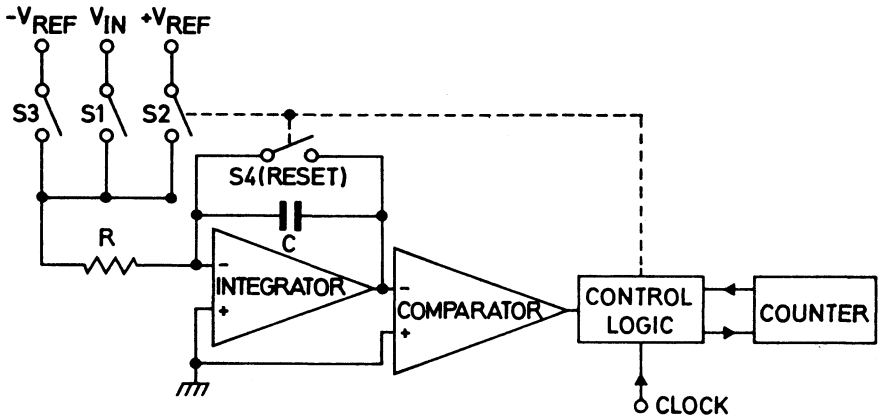 -VREF VIN +VREF
S3 S1 S2
S4(RESET)
C
R
- INTEGRATOR
+
- COMPARATOR
+
CONTROL
LOGIC
COUNTER
CLOCK